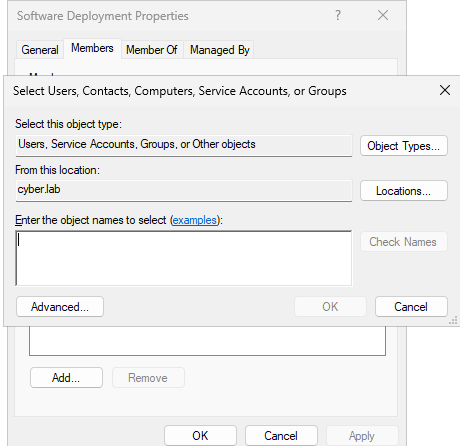 Software Deployment Properties
?
General Members Member Of Managed By
Select Users, Contacts, Computers, Service Accounts, or Groups
Select this object type:
Users, Service Accounts, Groups, or Other objects
Object Types...
From this location:
cyber.lab
Locations...
Enter the object names to select (examples):
Check Names
Advanced...
OK
Cancel
Add...
Remove
OK
Cancel
Apply